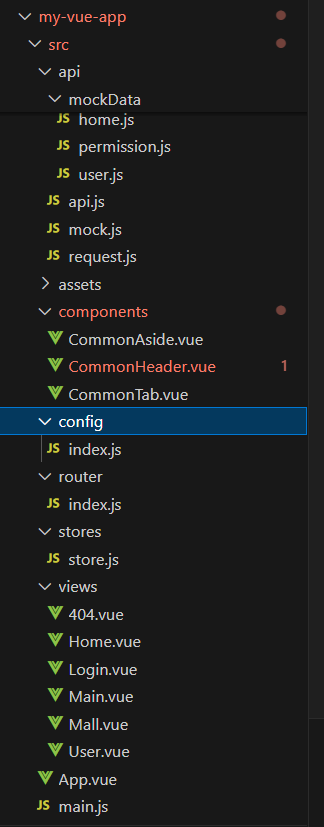 my-vue-app
src
api
mockData
JS home.js
JS permission.js
JS user.js
JS api.js
JS mock.js
JS request.js
assets
components
CommonAside.vue
CommonHeader.vue 1
CommonTab.vue
config
JS index.js
router
JS index.js
stores
JS store.js
views
404.vue
Home.vue
Login.vue
Main.vue
Mall.vue
User.vue
App.vue
JS main.js